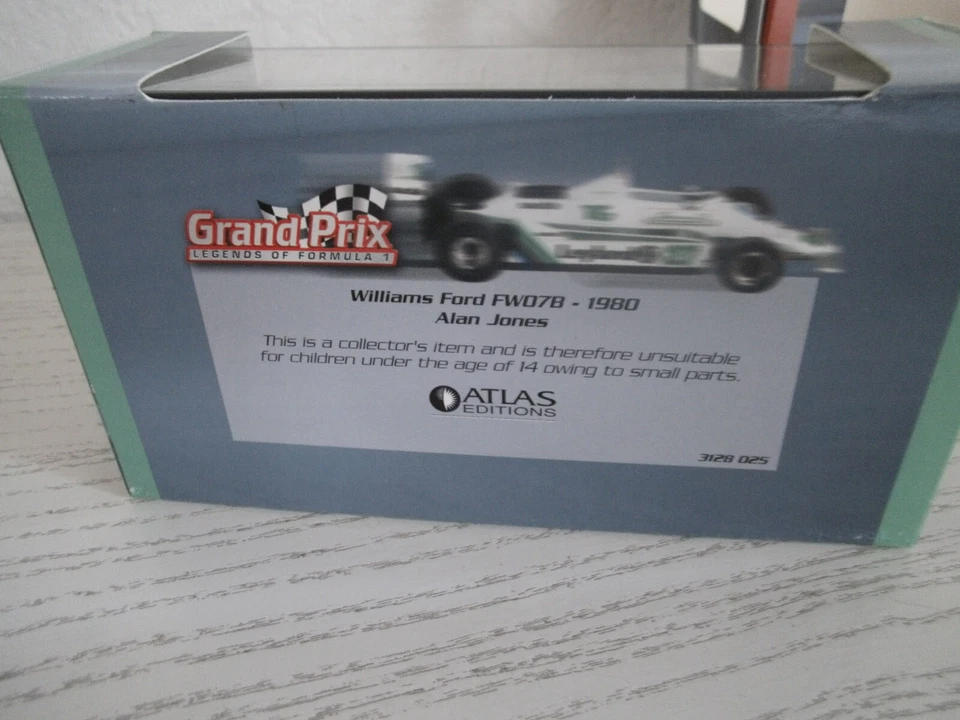 Grand Prix
LEGENDS OF FORMULA 1
Williams Ford FW07B - 1980
Alan Jones
This is a collector's item and is therefore unsuitable
for children under the age of 14 owing to small parts.
ATLAS
EDITIONS
3128 025